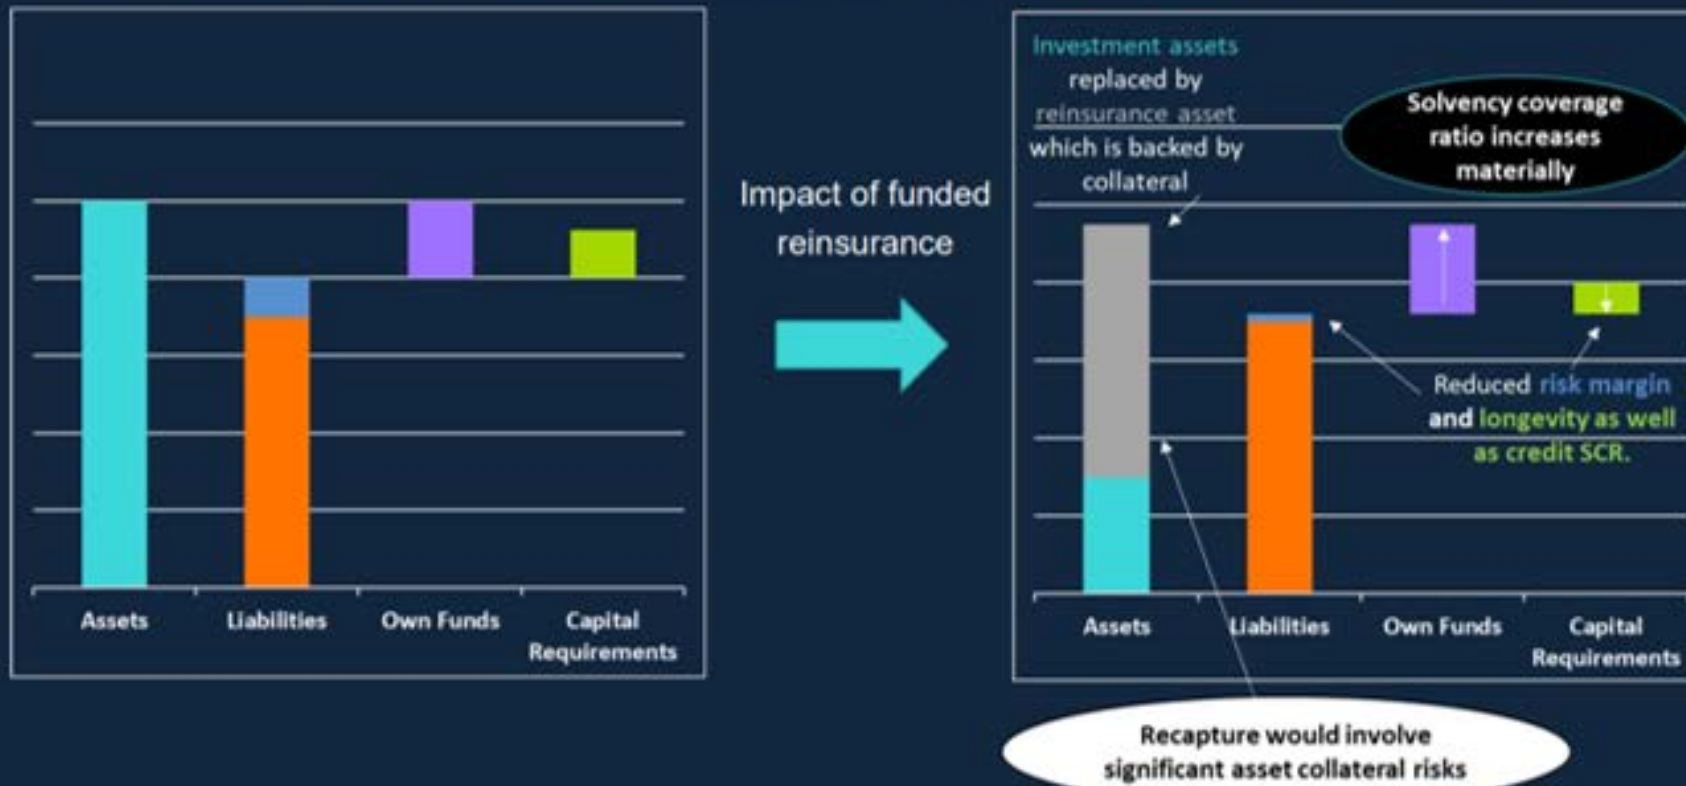 Assets
Liabilities
Own Funds
Capital
Requirements
Impact of funded
reinsurance
Investment assets
replaced by
reinsurance asset
which is backed by
collateral
Solvency coverage
ratio increases
materially
Reduced risk margin
and longevity as well
as credit SCR.
Assets
Liabilities
Own Funds
Capital
Requirements
Recapture would involve
significant asset collateral risks